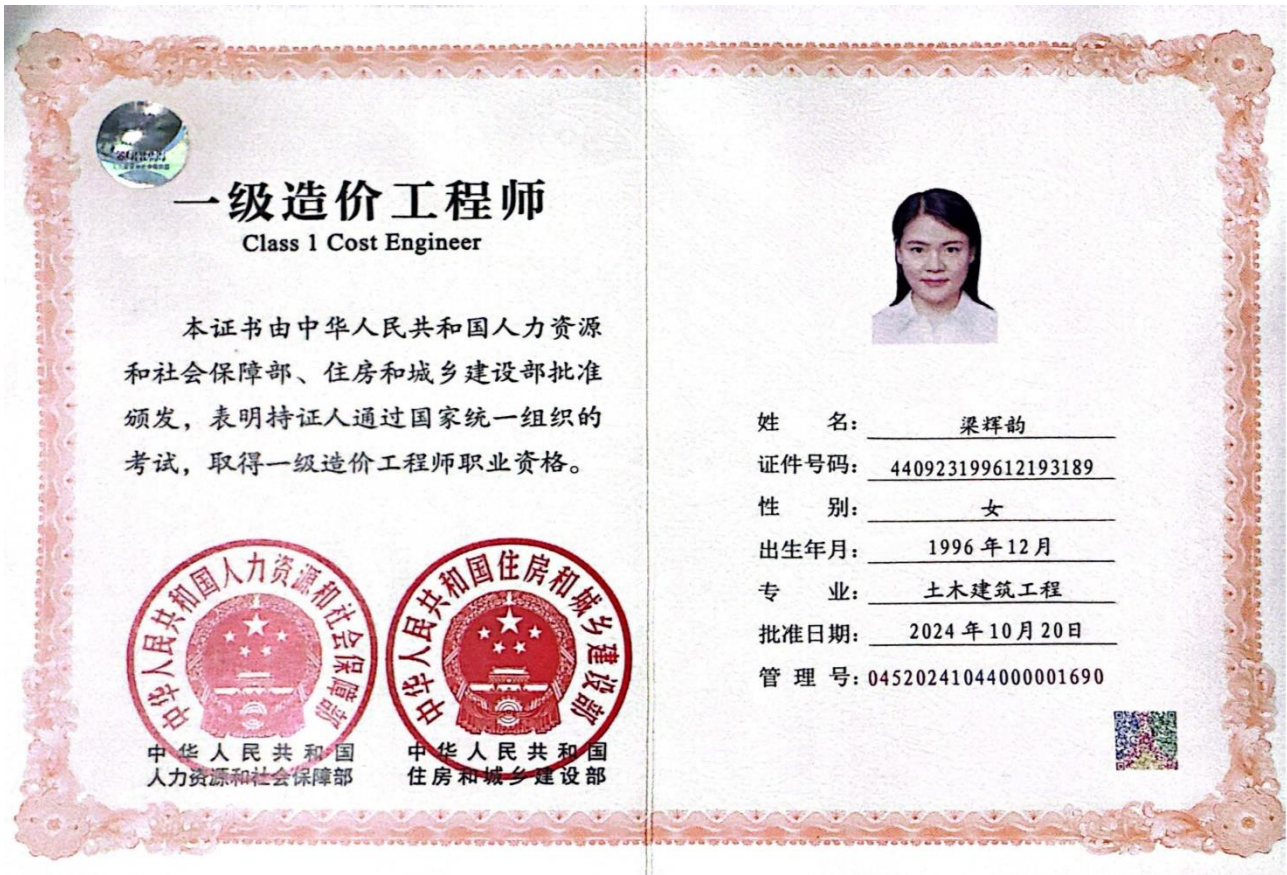 一级造价工程师
Class 1 Cost Engineer
本证书由中华人民共和国人力资源
和社会保障部、住房和城乡建设部批准
颁发，表明持证人通过国家统一组织的
考试，取得一级造价工程师职业资格。
中华人民共和国人力资源和社会保障部
中华人民共和国住房和城乡建设部
中华人民共和国
人力资源和社会保障部
中华人民共和国
住房和城乡建设部
姓 名： 梁辉韵
证件号码： 440923199612193189
性 别： 女
出生年月： 1996年12月
专 业： 土木建筑工程
批准日期： 2024年10月20日
管 理 号：04520241044000001690